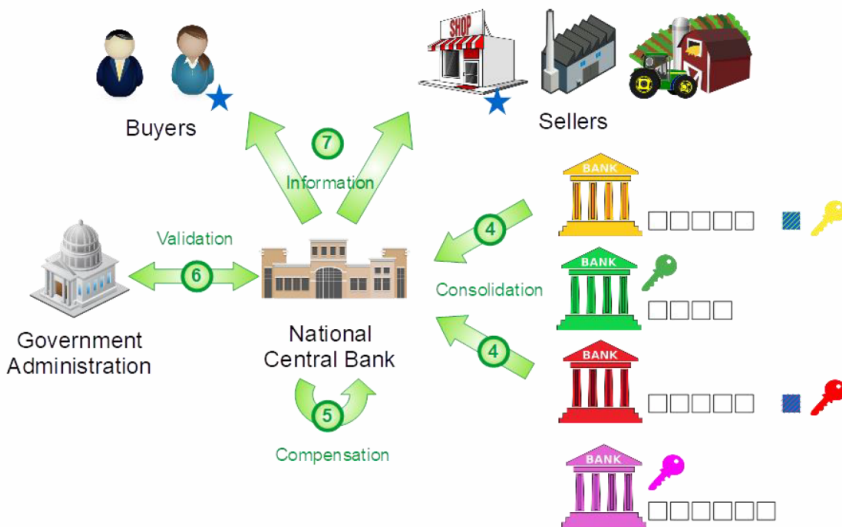 SHOP
Buyers
Sellers
7
Information
BANK
4
Validation
6
Consolidation
BANK
Government
Administration
National
Central Bank
4
BANK
5
Compensation
BANK